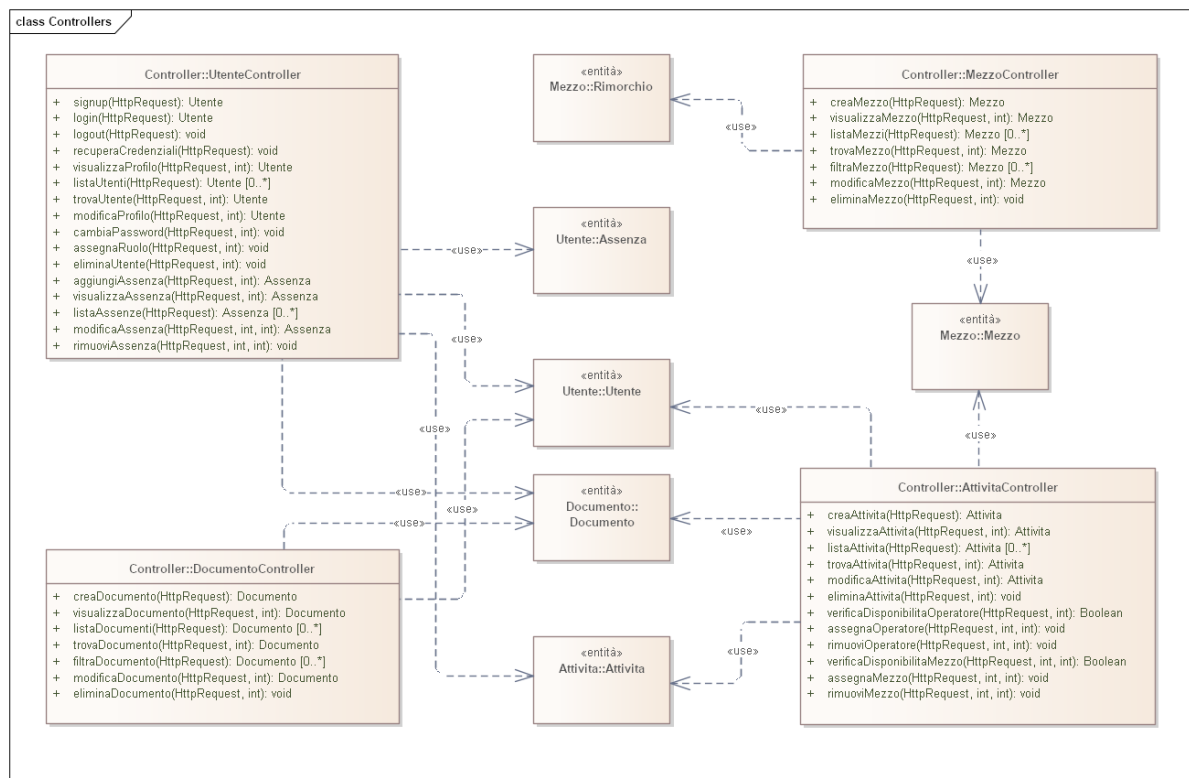 class Controllers
Controller::UtenteController
+ signup(HttpRequest): Utente
+ login(HttpRequest): Utente
+ logout(HttpRequest): void
+ recuperaCredenziali(HttpRequest): void
+ visualizzaProfilo(HttpRequest, int): Utente
+ listaUtenti(HttpRequest): Utente [0..*]
+ trovaUtente(HttpRequest, int): Utente
+ modificaProfilo(HttpRequest, int): Utente
+ cambiaPassword(HttpRequest, int): void
+ assegnaRuolo(HttpRequest, int): void
+ eliminaUtente(HttpRequest, int): void
+ aggiungiAssenza(HttpRequest, int): Assenza
+ visualizzaAssenza(HttpRequest, int): Assenza
+ listaAssenze(HttpRequest): Assenza [0..*]
+ modificaAssenza(HttpRequest, int, int): Assenza
+ rimuoviAssenza(HttpRequest, int, int): void
«entità»
Mezzo::Rimorchio
«use»
Controller::MezzoController
+ creaMezzo(HttpRequest): Mezzo
+ visualizzaMezzo(HttpRequest, int): Mezzo
+ listaMezzi(HttpRequest): Mezzo [0..*]
+ trovaMezzo(HttpRequest, int): Mezzo
+ filtraMezzo(HttpRequest): Mezzo [0..*]
+ modificaMezzo(HttpRequest, int): Mezzo
+ eliminaMezzo(HttpRequest, int): void
«use»
«entità»
Utente::Assenza
«use»
«entità»
Mezzo::Mezzo
«use»
«entità»
Utente::Utente
«use»
«use»
«use»
«use»
«use»
«entità»
Documento::
Documento
«use»
«use»
Controller::AttivitaController
+ creaAttivita(HttpRequest): Attivita
+ visualizzaAttivita(HttpRequest, int): Attivita
+ listaAttivita(HttpRequest): Attivita [0..*]
+ trovaAttivita(HttpRequest, int): Attivita
+ modificaAttivita(HttpRequest, int): Attivita
+ eliminaAttivita(HttpRequest, int): void
+ verificaDisponibilitaOperatore(HttpRequest, int): Boolean
+ assegnaOperatore(HttpRequest, int, int): void
+ rimuoviOperatore(HttpRequest, int, int): void
+ verificaDisponibilitaMezzo(HttpRequest, int, int): Boolean
+ assegnaMezzo(HttpRequest, int, int): void
+ rimuoviMezzo(HttpRequest, int, int): void
Controller::DocumentoController
+ creaDocumento(HttpRequest): Documento
+ visualizzaDocumento(HttpRequest, int): Documento
+ listaDocumenti(HttpRequest): Documento [0..*]
+ trovaDocumento(HttpRequest, int): Documento
+ filtraDocumento(HttpRequest): Documento [0..*]
+ modificaDocumento(HttpRequest, int): Documento
+ eliminaDocumento(HttpRequest, int): void
«entità»
Attivita::Attivita
«use»